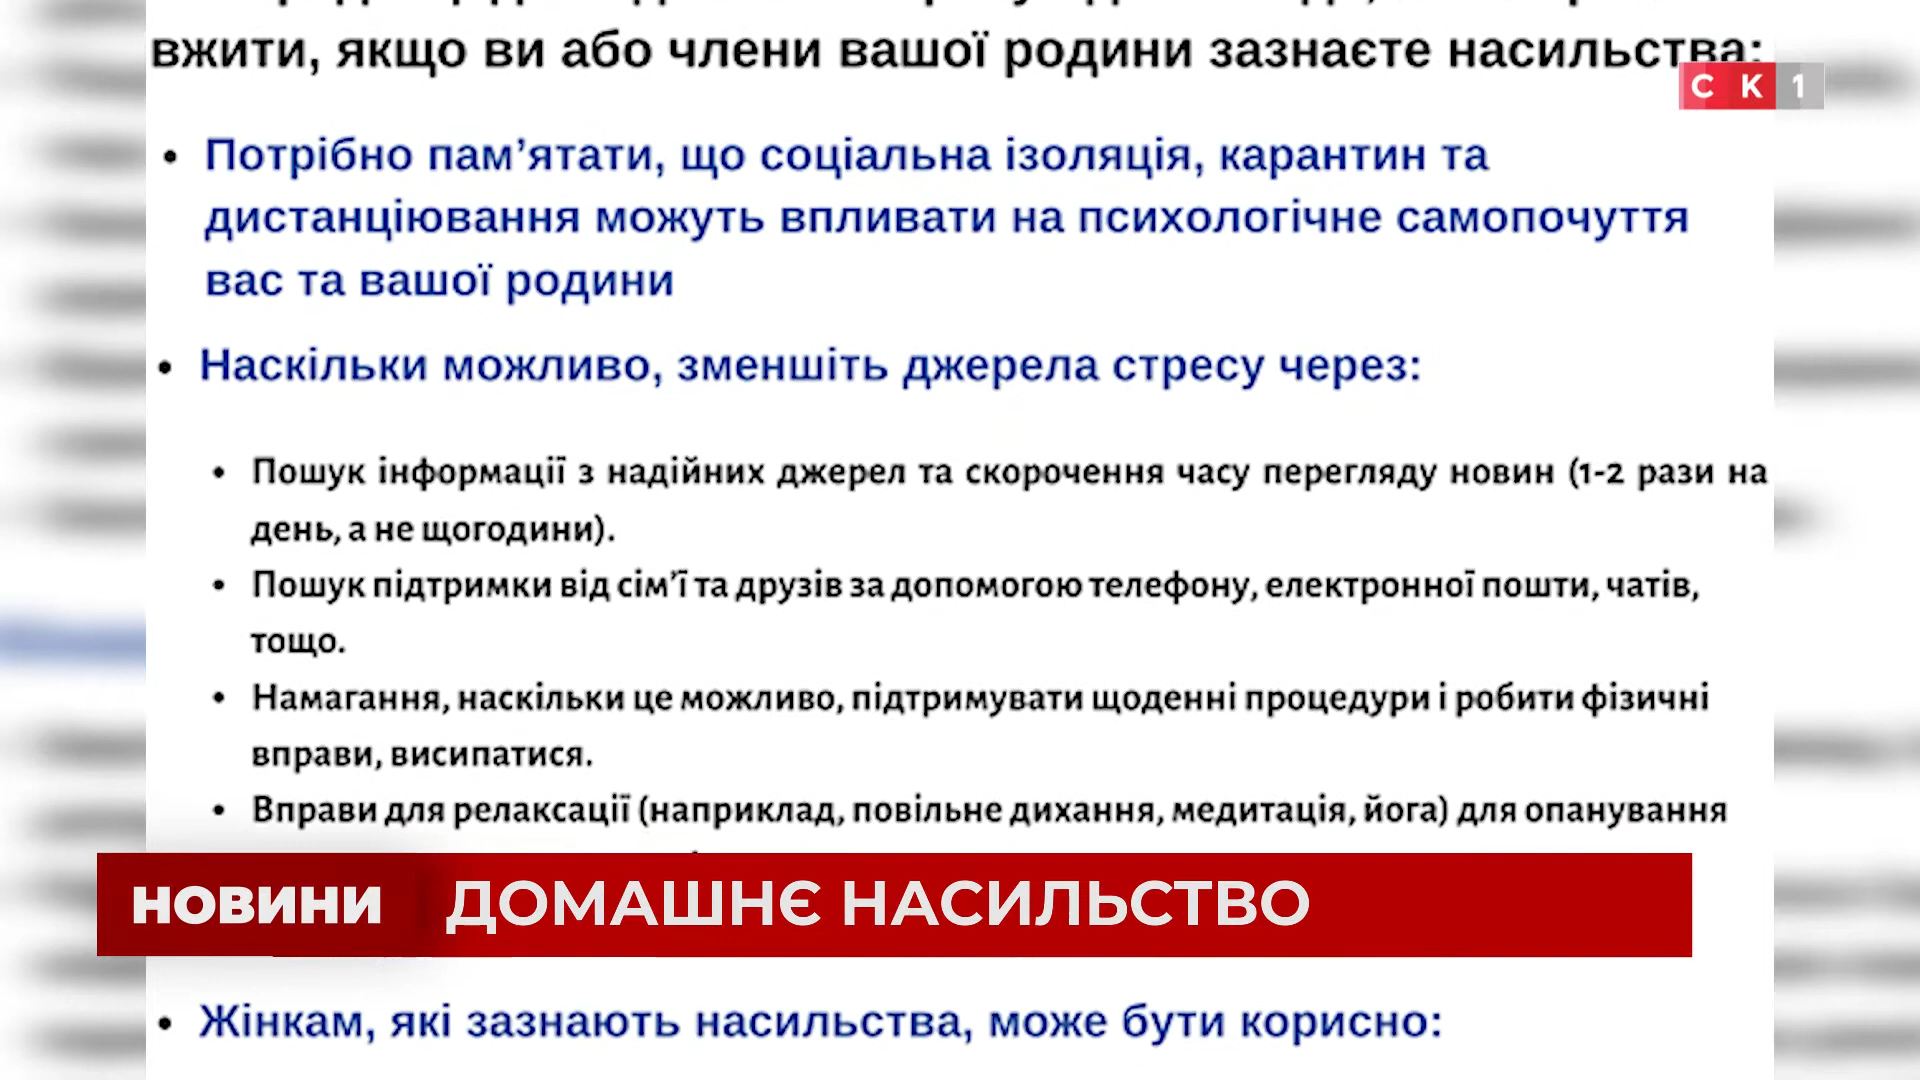 вжити, якщо ви або члени вашої родини зазнаєте насильства:
СК1
• Потрібно пам’ятати, що соціальна ізоляція, карантин та
дистанціювання можуть впливати на психологічне самопочуття
вас та вашої родини
• Наскільки можливо, зменшіть джерела стресу через:
• Пошук інформації з надійних джерел та скорочення часу перегляду новин (1-2 рази на
день, а не щогодини).
• Пошук підтримки від сім’ї та друзів за допомогою телефону, електронної пошти, чатів,
тощо.
• Намагання, наскільки це можливо, підтримувати щоденні процедури і робити фізичні
вправи, висипатися.
• Вправи для релаксації (наприклад, повільне дихання, медитація, йога) для опанування
НОВИНИ ДОМАШНЄ НАСИЛЬСТВО
• Жінкам, які зазнають насильства, може бути корисно: